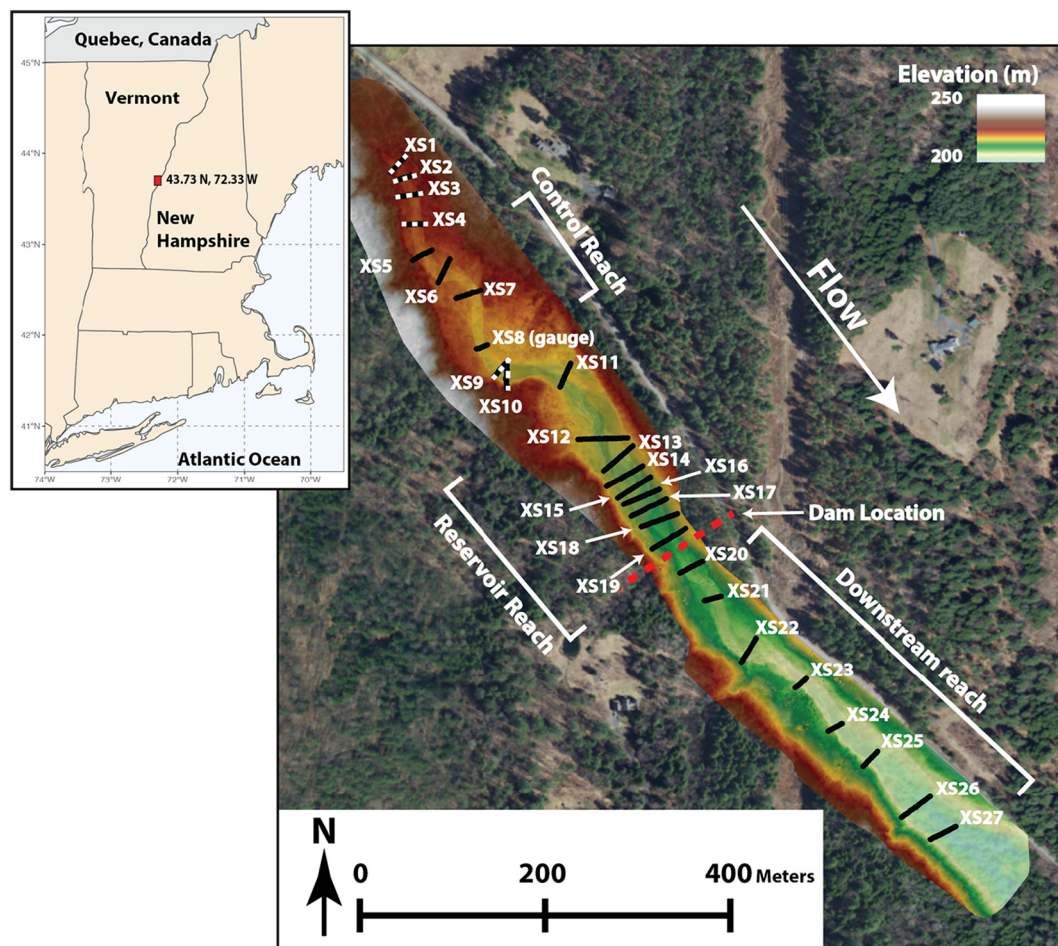 Quebec, Canada
45°N
Vermont
44°N
43.73 N, 72.33 W
New
Hampshire
43°N
42°N
41°N
Atlantic Ocean
74°W
73°W
72°W
71°W
70°W
Elevation (m)
250
200
XS1
XS2
XS3
XS4
XS5
XS6
XS7
XS8 (gauge)
XS9
XS10
XS11
XS12
XS13
XS14
XS15
XS16
XS17
XS18
XS19
XS20
XS21
XS22
XS23
XS24
XS25
XS26
XS27
Control Reach
Flow
Dam Location
Reservoir Reach
Downstream reach
N
0
200
400 Meters